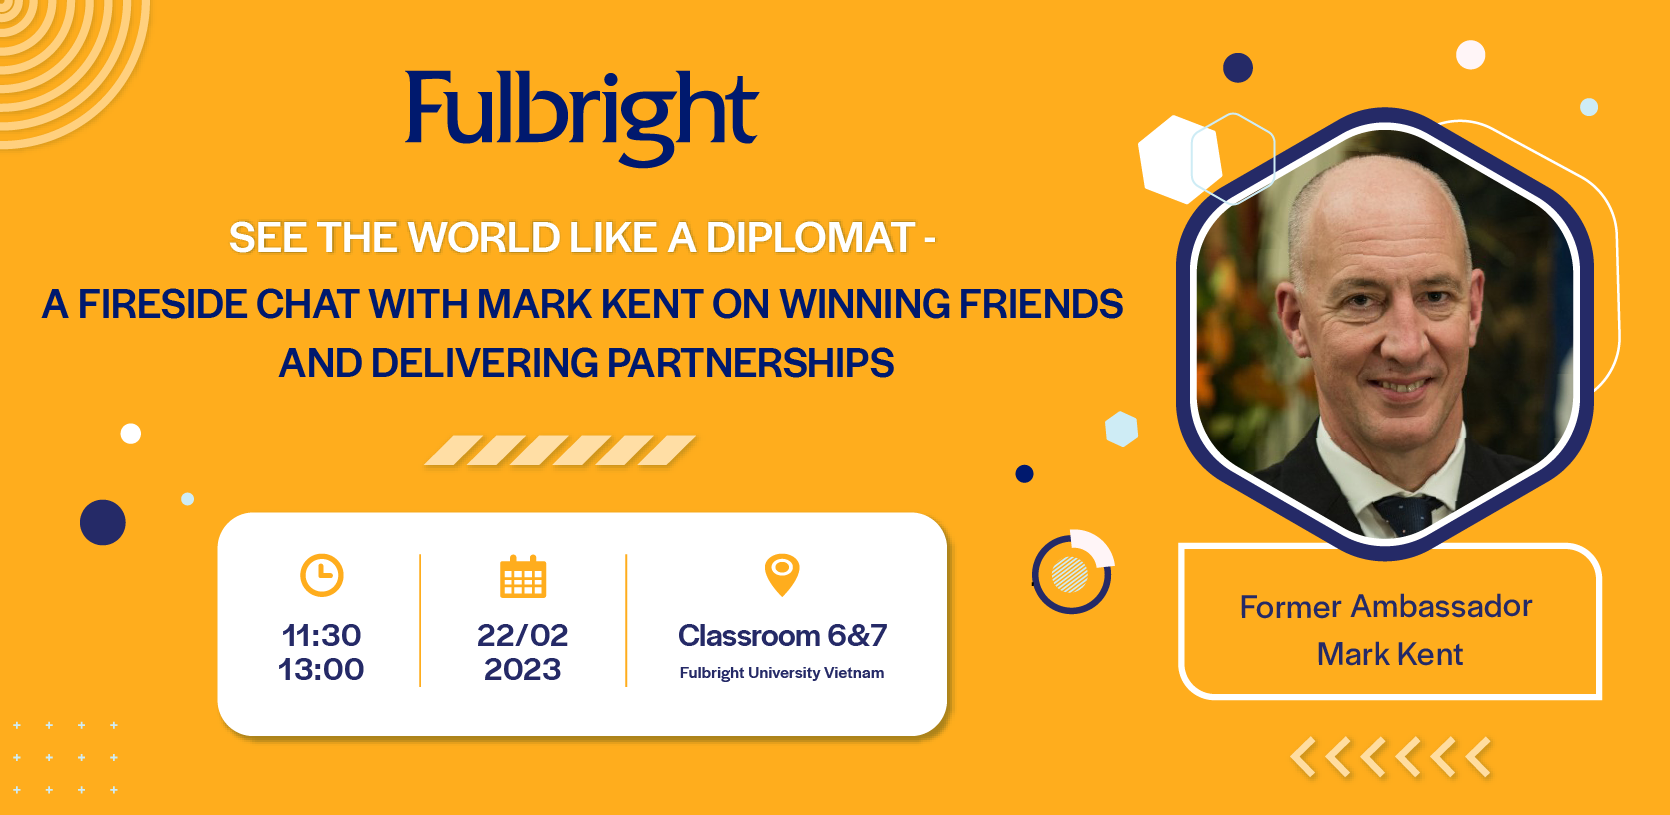 Fulbright
SEE THE WORLD LIKE A DIPLOMAT -
A FIRESIDE CHAT WITH MARK KENT ON WINNING FRIENDS
AND DELIVERING PARTNERSHIPS
11:30
13:00
22/02
2023
Classroom 6&7
Fulbright University Vietnam
Former Ambassador
Mark Kent